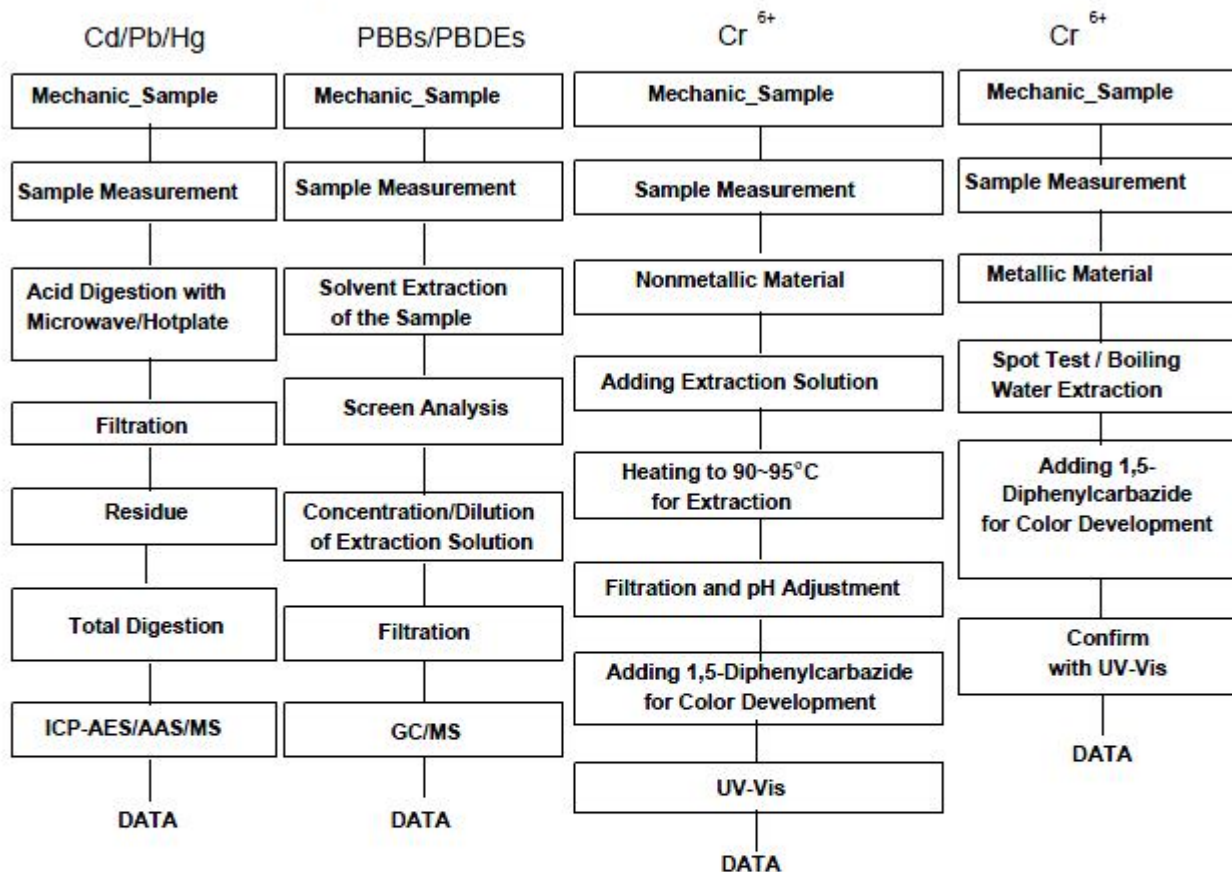 Cd/Pb/Hg
Mechanic_Sample
Sample Measurement
Acid Digestion with
Microwave/Hotplate
Filtration
Residue
Total Digestion
ICP-AES/AAS/MS
DATA
PBBs/PBDEs
Mechanic_Sample
Sample Measurement
Solvent Extraction
of the Sample
Screen Analysis
Concentration/Dilution
of Extraction Solution
Filtration
GC/MS
DATA
Cr 6+
Mechanic_Sample
Sample Measurement
Nonmetallic Material
Adding Extraction Solution
Heating to 90~95°C
for Extraction
Filtration and pH Adjustment
Adding 1,5-Diphenylcarbazide
for Color Development
UV-Vis
DATA
Cr 6+
Mechanic_Sample
Sample Measurement
Metallic Material
Spot Test / Boiling
Water Extraction
Adding 1,5-
Diphenylcarbazide
for Color Development
Confirm
with UV-Vis
DATA